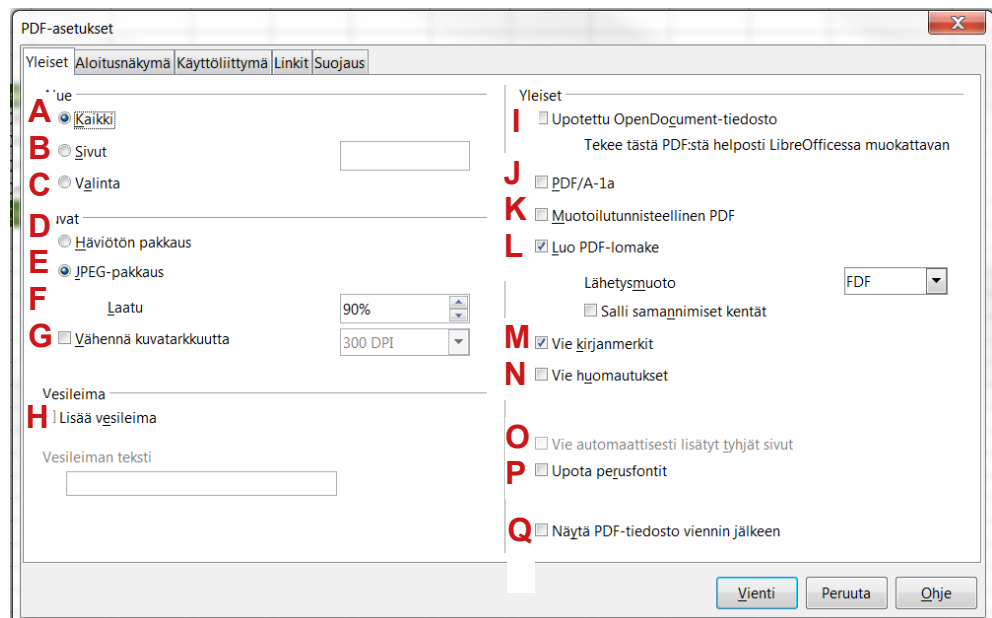 PDF-asetukset
Yleiset Aloitusnäkymä Käyttöliittymä Linkit Suojaus
ue
A Kaikki
B Sivut
C Valinta
D vat
Häviötön pakkaus
E JPEG-pakkaus
F Laatu 90%
G Vähennä kuvatarkkuutta 300 DPI
Vesileima
H Lisää vesileima
Vesileiman teksti
Yleiset
I Upotettu OpenDocument-tiedosto
Tekee tästä PDF:stä helposti LibreOfficessa muokattavan
J PDF/A-1a
K Muotoilutunnisteellinen PDF
L Luo PDF-lomake
Lähetysmuoto FDF
Salli samannimiset kentät
M Vie kirjanmerkit
N Vie huomautukset
O Vie automaattisesti lisätyt tyhjät sivut
P Upota perusfontit
Q Näytä PDF-tiedosto viennin jälkeen
Vienti Peruuta Ohje